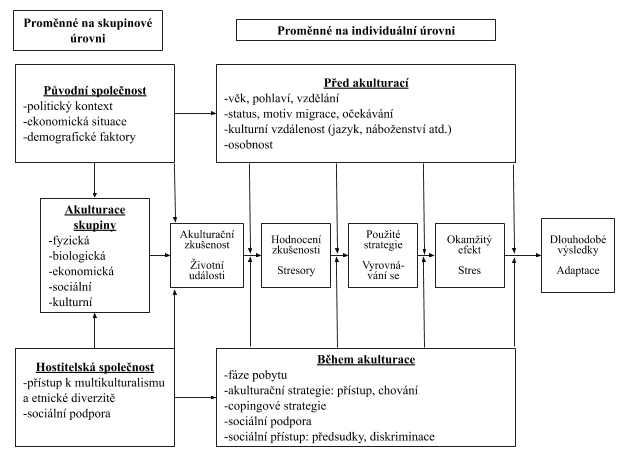 Proměnné na skupinové
úrovni
Proměnné na individuální úrovni
Původní společnost
-politický kontext
-ekonomická situace
-demografické faktory
Před akulturací
-věk, pohlaví, vzdělání
-status, motiv migrace, očekávání
-kulturní vzdálenost (jazyk, náboženství atd.)
-osobnost
Akulturace
skupiny
-fyzická
-biologická
-ekonomická
-sociální
-kulturní
Akulturační
zkušenost
Životní
události
Hodnocení
zkušenosti
Stresory
Použité
strategie
Vyrovná-
vání se
Okamžitý
efekt
Stres
Dlouhodobé
výsledky
Adaptace
Hostitelská společnost
-přístup k multikulturalismu
a etnické diverzitě
-sociální podpora
Během akulturace
-fáze pobytu
-akulturační strategie: přístup, chování
-copingové strategie
-sociální podpora
-sociální přístup: předsudky, diskriminace